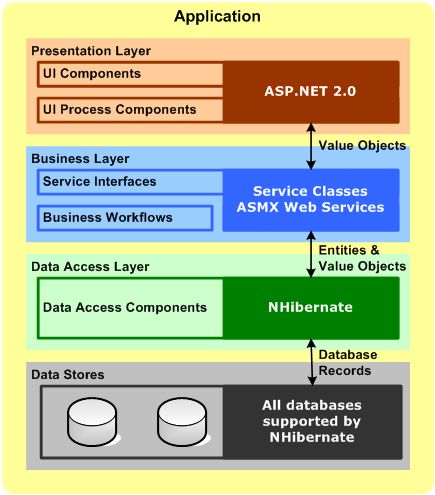 Application
Presentation Layer
UI Components
UI Process Components
ASP.NET 2.0
Value Objects
Business Layer
Service Interfaces
Business Workflows
Service Classes
ASMX Web Services
Entities &
Value Objects
Data Access Layer
Data Access Components
NHibernate
Database
Records
Data Stores
All databases
supported by
NHibernate